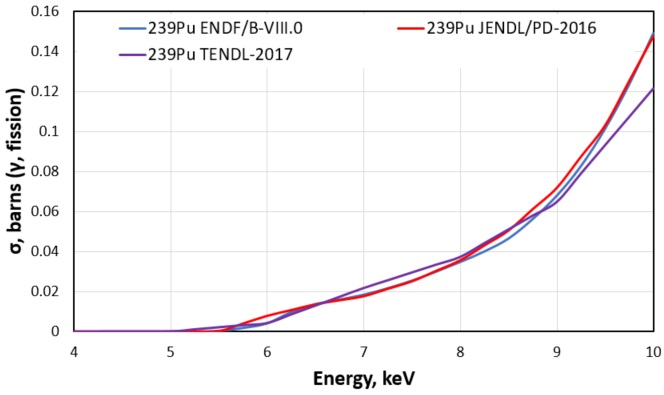 0.16
239Pu ENDF/B-VIII.0
239Pu JENDL/PD-2016
239Pu TENDL-2017
0.14
0.12
0.1
0.08
0.06
0.04
0.02
0
σ, barns (γ, fission)
4 5 6 7 8 9 10
Energy, keV